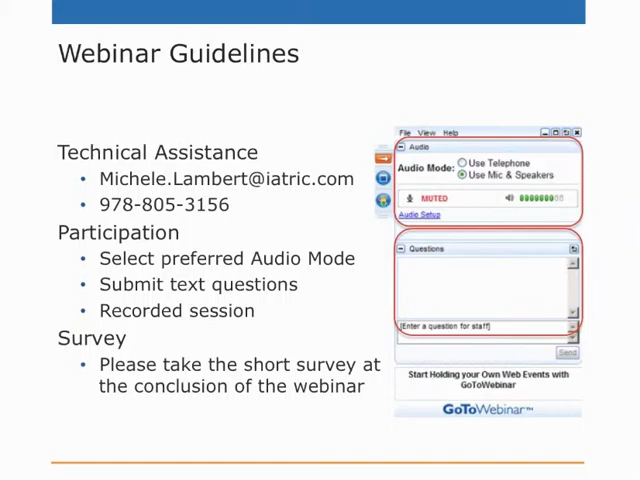 Webinar Guidelines
Technical Assistance
• Michele.Lambert@iatric.com
• 978-805-3156
Participation
• Select preferred Audio Mode
• Submit text questions
• Recorded session
Survey
• Please take the short survey at
the conclusion of the webinar
File View Help
Audio
Audio Mode: Use Telephone
Use Mic & Speakers
MUTED
Audio Setup
Questions
[Enter a question for staff]
Send
Start Holding your Own Web Events with
GoToWebinar
GoToWebinar™